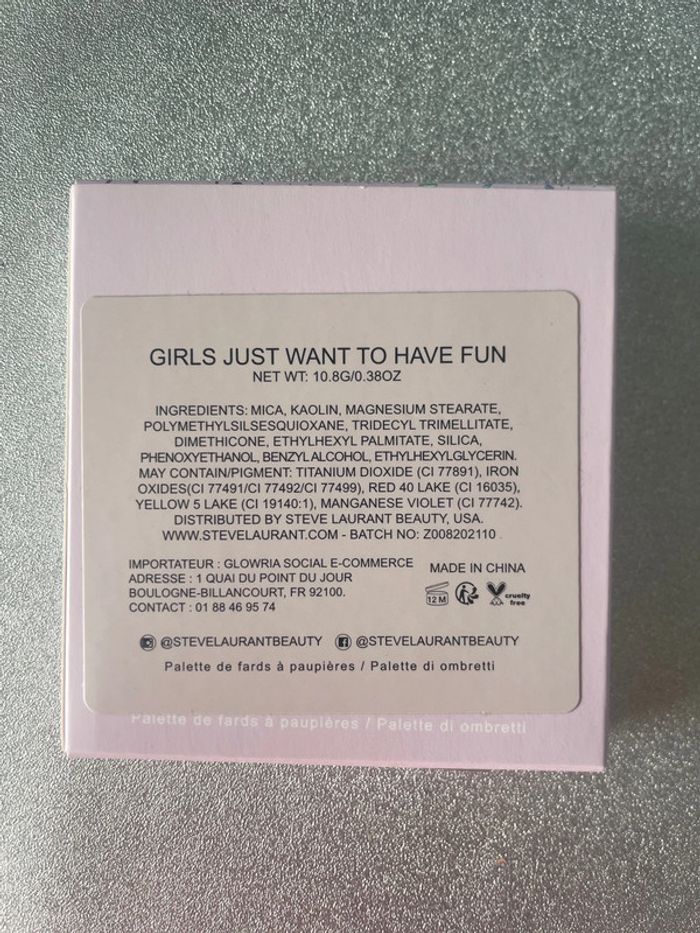 GIRLS JUST WANT TO HAVE FUN
NET WT: 10.8G/0.38OZ
INGREDIENTS: MICA, KAOLIN, MAGNESIUM STEARATE,
POLYMETHYLSILSESQUIOXANE, TRIDECYL TRIMELLITATE,
DIMETHICONE, ETHYLHEXYL PALMITATE, SILICA,
PHENOXYETHANOL, BENZYL ALCOHOL, ETHYLHEXYLGLYCERIN.
MAY CONTAIN/PIGMENT: TITANIUM DIOXIDE (CI 77891), IRON
OXIDES(CI 77491/CI 77492/CI 77499), RED 40 LAKE (CI 16035),
YELLOW 5 LAKE (CI 19140:1), MANGANESE VIOLET (CI 77742).
DISTRIBUTED BY STEVE LAURANT BEAUTY, USA.
WWW.STEVELAURANT.COM - BATCH NO: Z008202110
IMPORTATEUR : GLOWRIA SOCIAL E-COMMERCE
ADRESSE : 1 QUAI DU POINT DU JOUR
BOULOGNE-BILLANCOURT, FR 92100.
CONTACT : 01 88 46 95 74
MADE IN CHINA
12 M
cruelty
free
@STEVELAURANTBEAUTY @STEVELAURANTBEAUTY
Palette de fards à paupières / Palette di ombretti
Palette de fards à paupières / Palette di ombretti